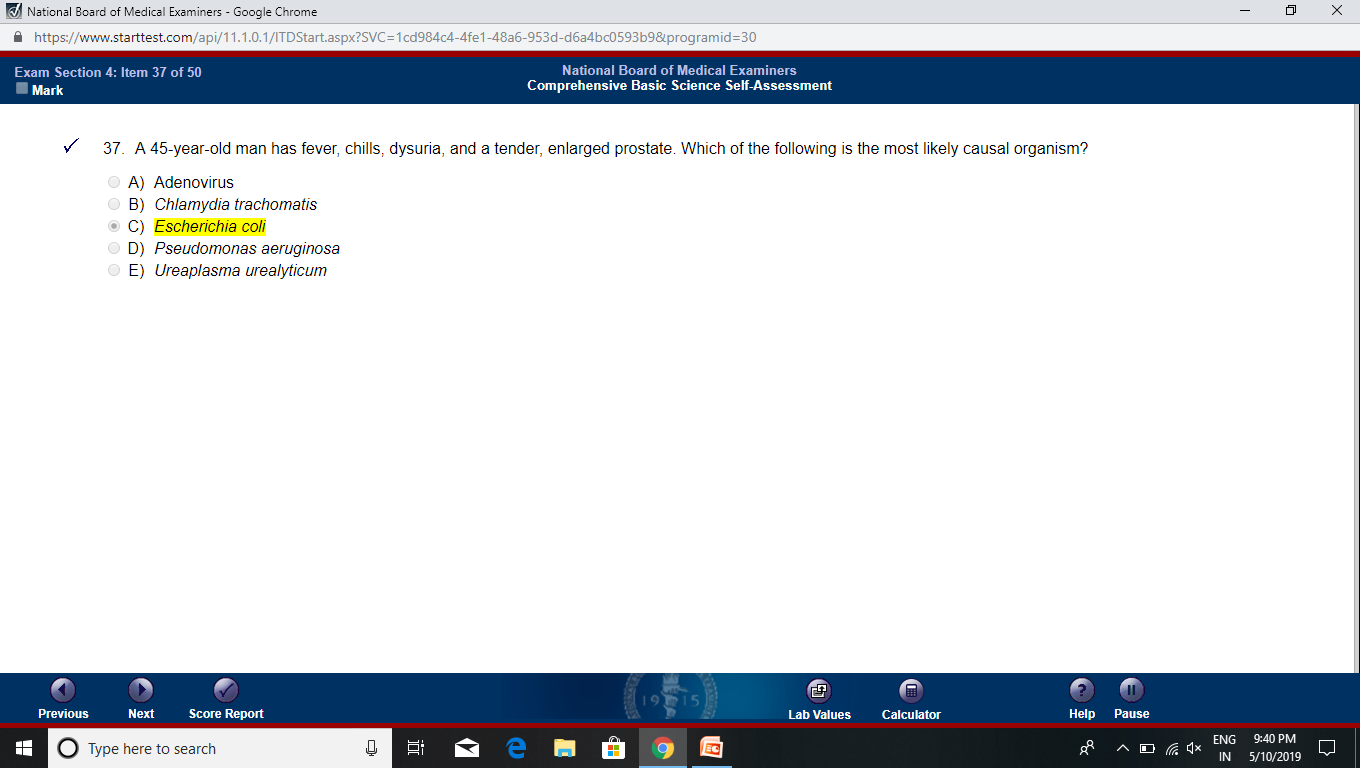 National Board of Medical Examiners - Google Chrome
https://www.starttest.com/api/11.1.0.1/ITDStart.aspx?SVC=1cd984c4-4fe1-48a6-953d-d6a4bc0593b9&programid=30
Exam Section 4: Item 37 of 50
National Board of Medical Examiners
Mark
Comprehensive Basic Science Self-Assessment
37. A 45-year-old man has fever, chills, dysuria, and a tender, enlarged prostate. Which of the following is the most likely causal organism?
A) Adenovirus
B) Chlamydia trachomatis
C) Escherichia coli
D) Pseudomonas aeruginosa
E) Ureaplasma urealyticum
19 15
Previous
Next
Score Report
Lab Values
Calculator
Help
Pause
Type here to search
ENG
IN
9:40 PM
5/10/2019